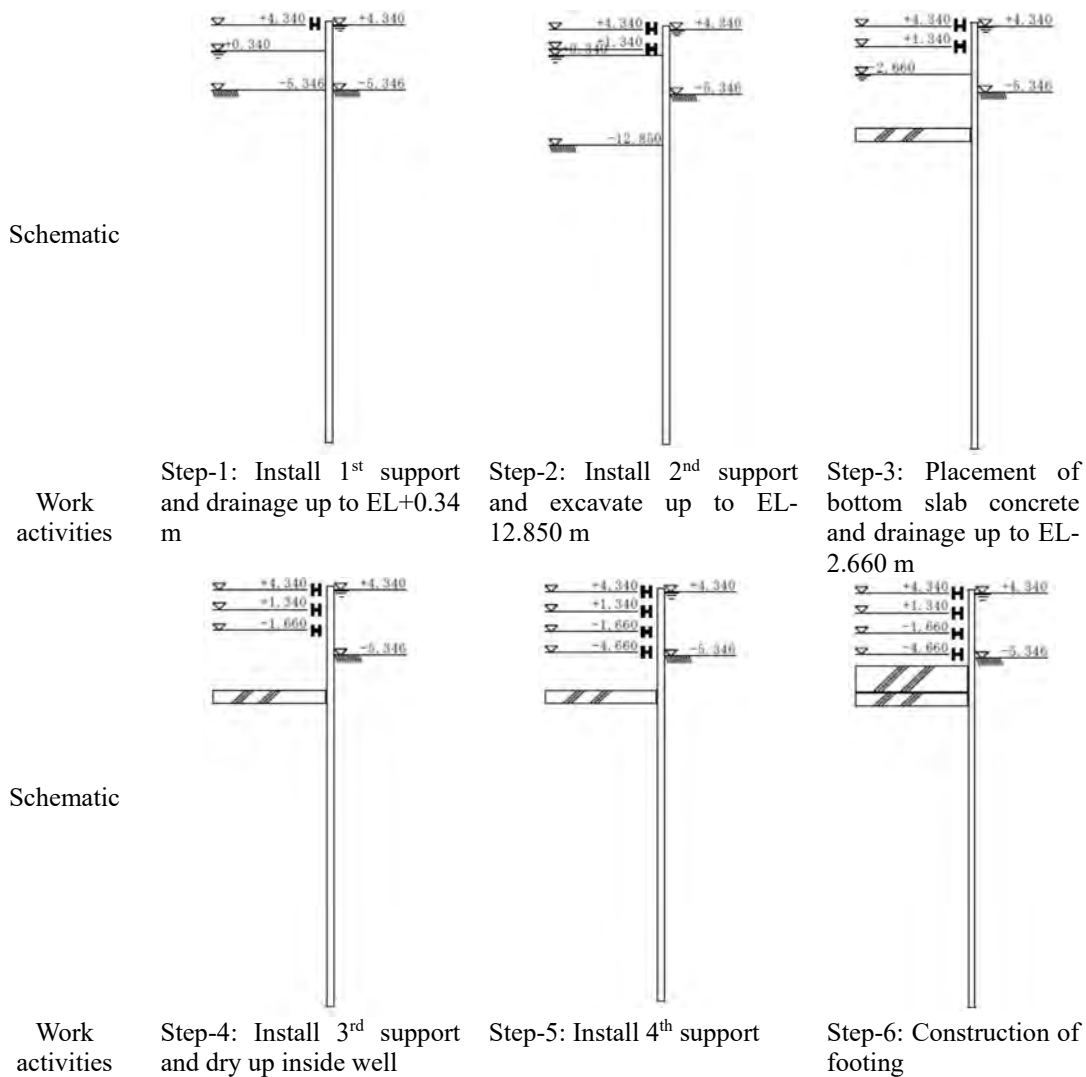 +4.340 +4.340
+0.340
-5.346 -5.346
+4.340 +4.340
+1.340
+0.340
-5.346
-12.850
+4.340 +4.340
+1.340
-2.660
-5.346
Schematic
Work
activities
Step-1: Install 1st support
and drainage up to EL+0.34
m
Step-2: Install 2nd support
and excavate up to EL-
12.850 m
Step-3: Placement of
bottom slab concrete
and drainage up to EL-
2.660 m
+4.340 +4.340
+1.340
-1.660
-5.346
+4.340 +4.340
+1.340
-1.660
-4.660 -5.346
+4.340 +4.340
+1.340
-1.660
-4.660 -5.346
Schematic
Work
activities
Step-4: Install 3rd support
and dry up inside well
Step-5: Install 4th support
Step-6: Construction of
footing